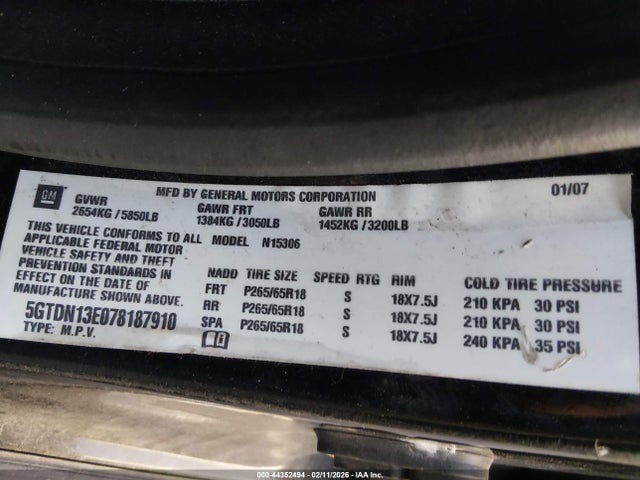 GM
MFD BY GENERAL MOTORS CORPORATION 01/07
GVWR GAWR FRT GAWR RR
2654KG / 5850LB 1384KG / 3050LB 1452KG / 3200LB
THIS VEHICLE CONFORMS TO ALL MODEL N15306
APPLICABLE FEDERAL MOTOR
VEHICLE SAFETY AND THEFT
PREVENTION STANDARDS IN
EFFECT ON THE DATE OF
MANUFACTURE SHOWN ABOVE.
5GTDN13E078187910
TYPE: M.P.V.
NADD TIRE SIZE SPEED RTG RIM COLD TIRE PRESSURE
FRT P265/65R18 S 18X7.5J 210 KPA 30 PSI
RR P265/65R18 S 18X7.5J 210 KPA 30 PSI
SPA P265/65R18 S 18X7.5J 240 KPA 35 PSI
000-44352494 - 02/11/2026 - IAA Inc.